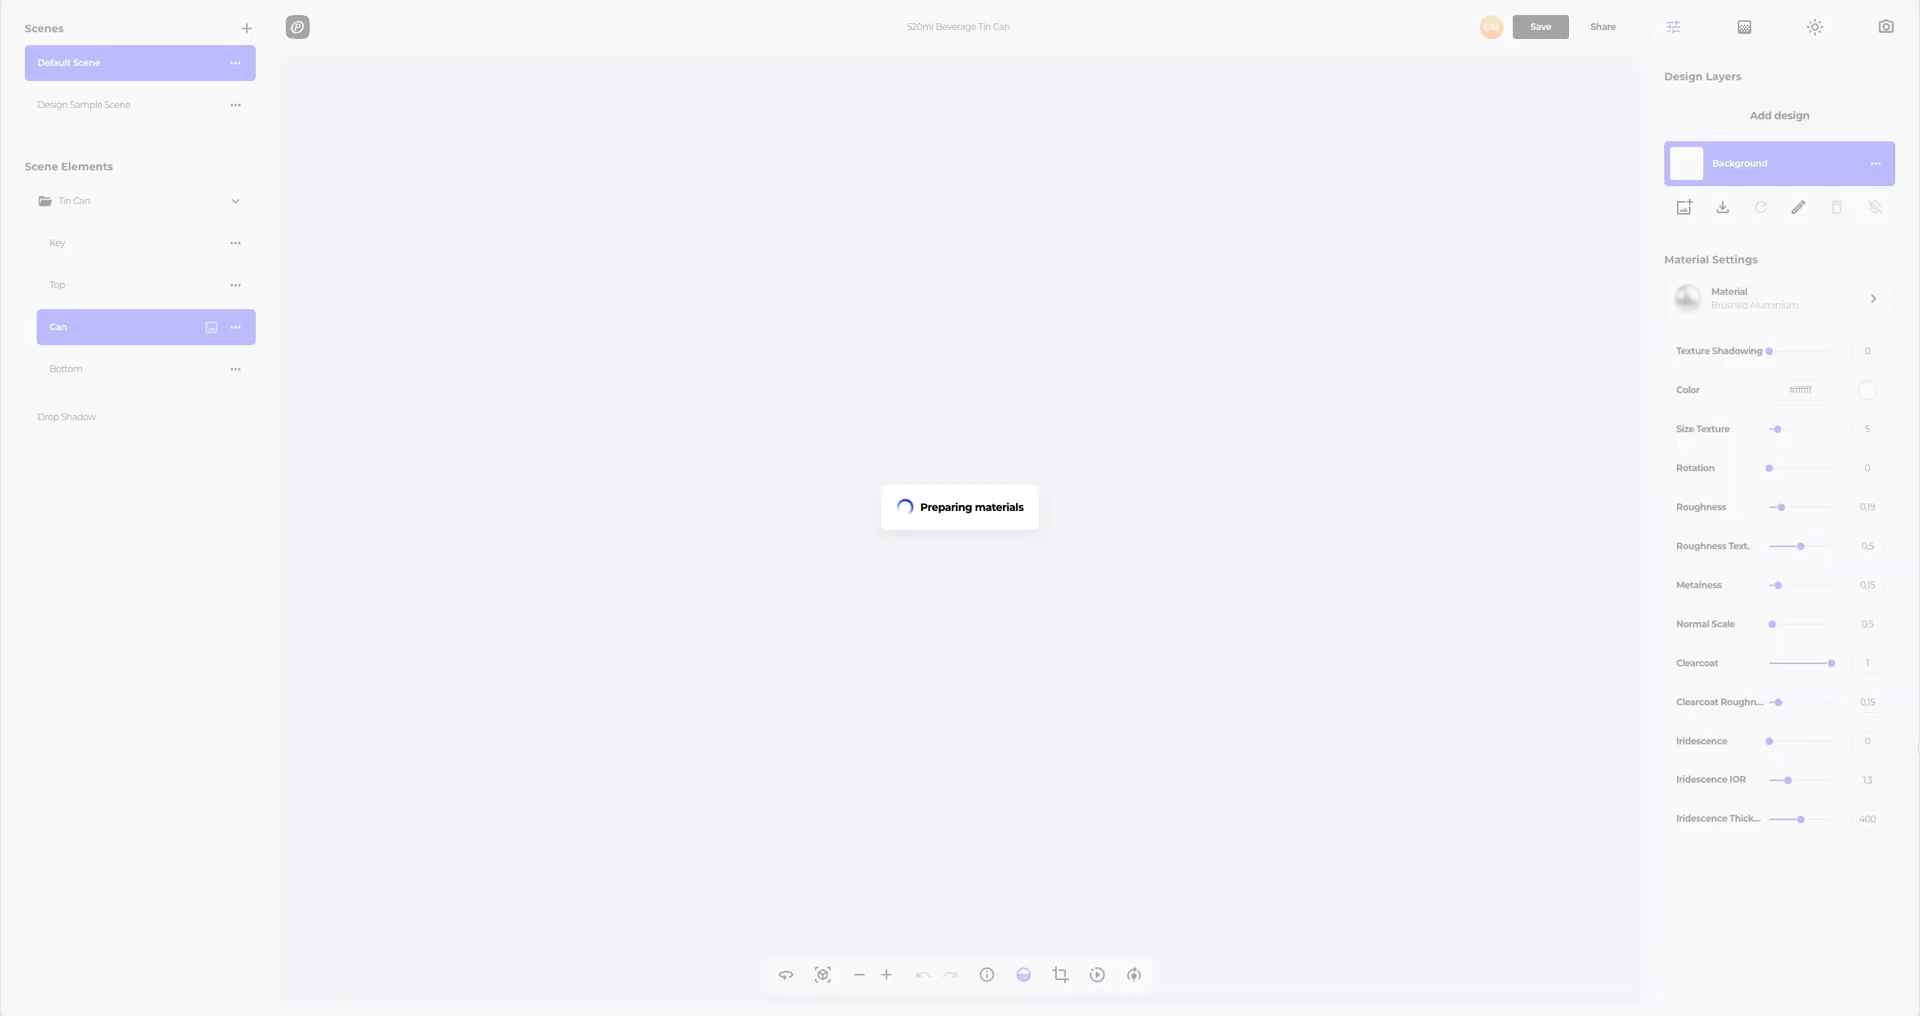 Scenes
Default Scene
Design Sample Scene
Scene Elements
Tin Can
Key
Top
Can
Bottom
Drop Shadow
520ml Beverage Tin Can
DM
Save
Share
Preparing materials
Design Layers
Add design
Background
Material Settings
Material
Brushed Aluminium
Texture Shadowing 0
Color #ffffff
Size Texture 5
Rotation 0
Roughness 0,19
Roughness Text. 0,5
Metalness 0,15
Normal Scale 0,5
Clearcoat 1
Clearcoat Roughn... 0,15
Iridescence 0
Iridescence IOR 1,3
Iridescence Thick... 400